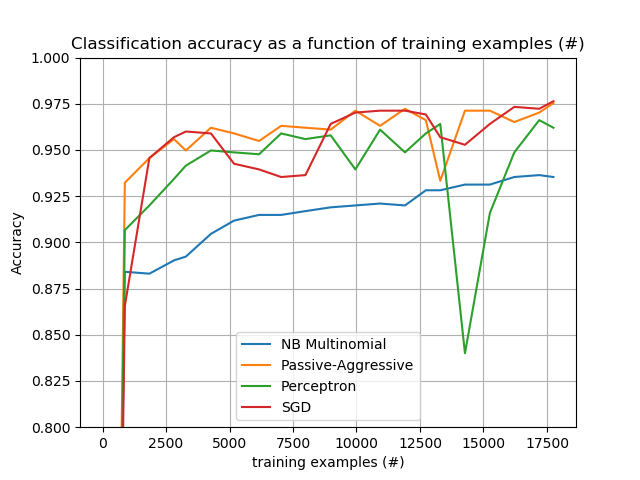 Classification accuracy as a function of training examples (#)
1.000
0.975
0.950
0.925
0.900
0.875
0.850
0.825
0.800
Accuracy
NB Multinomial
Passive-Aggressive
Perceptron
SGD
0 2500 5000 7500 10000 12500 15000 17500
training examples (#)